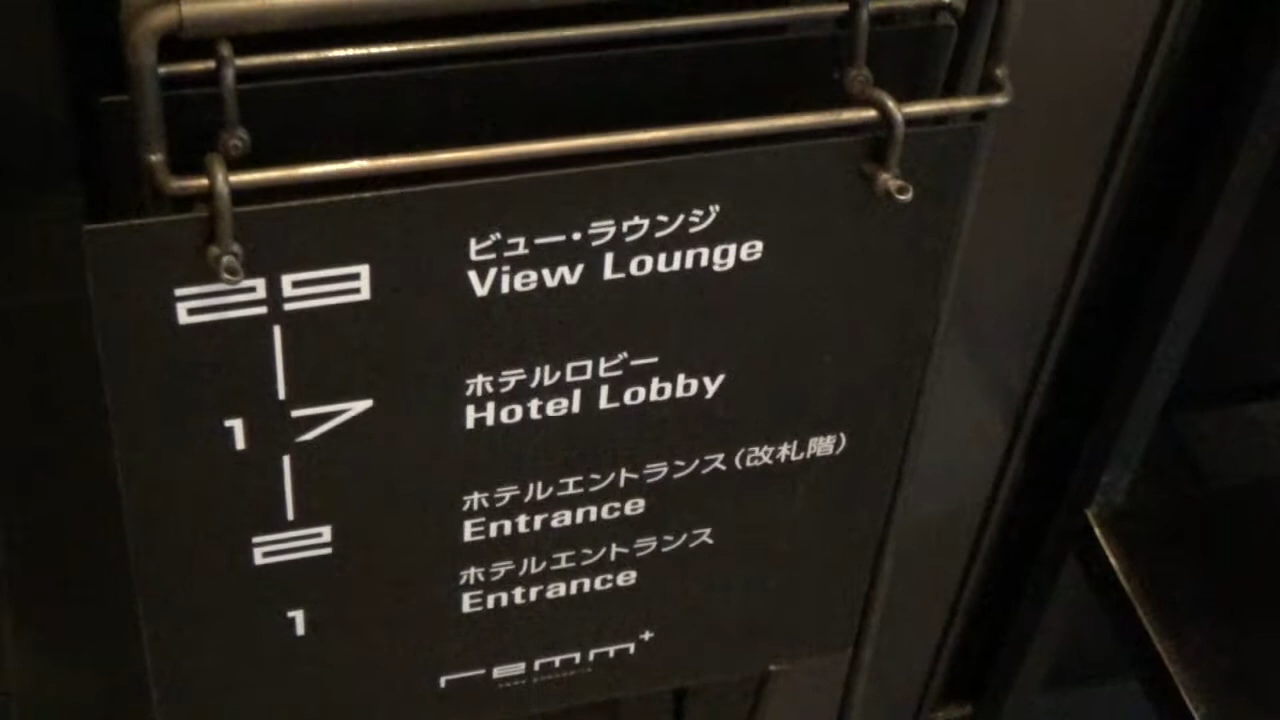 29
ビュー・ラウンジ
View Lounge
17
ホテルロビー
Hotel Lobby
2
ホテルエントランス(改札階)
Entrance
1
ホテルエントランス
Entrance
remm+